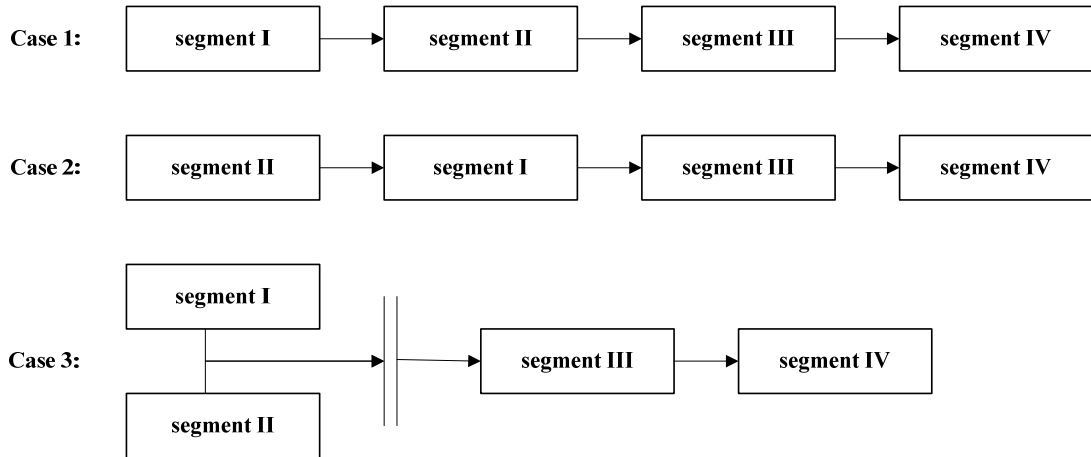 Case 1: segment I segment II segment III segment IV
Case 2: segment II segment I segment III segment IV
segment I
Case 3: segment III segment IV
segment II